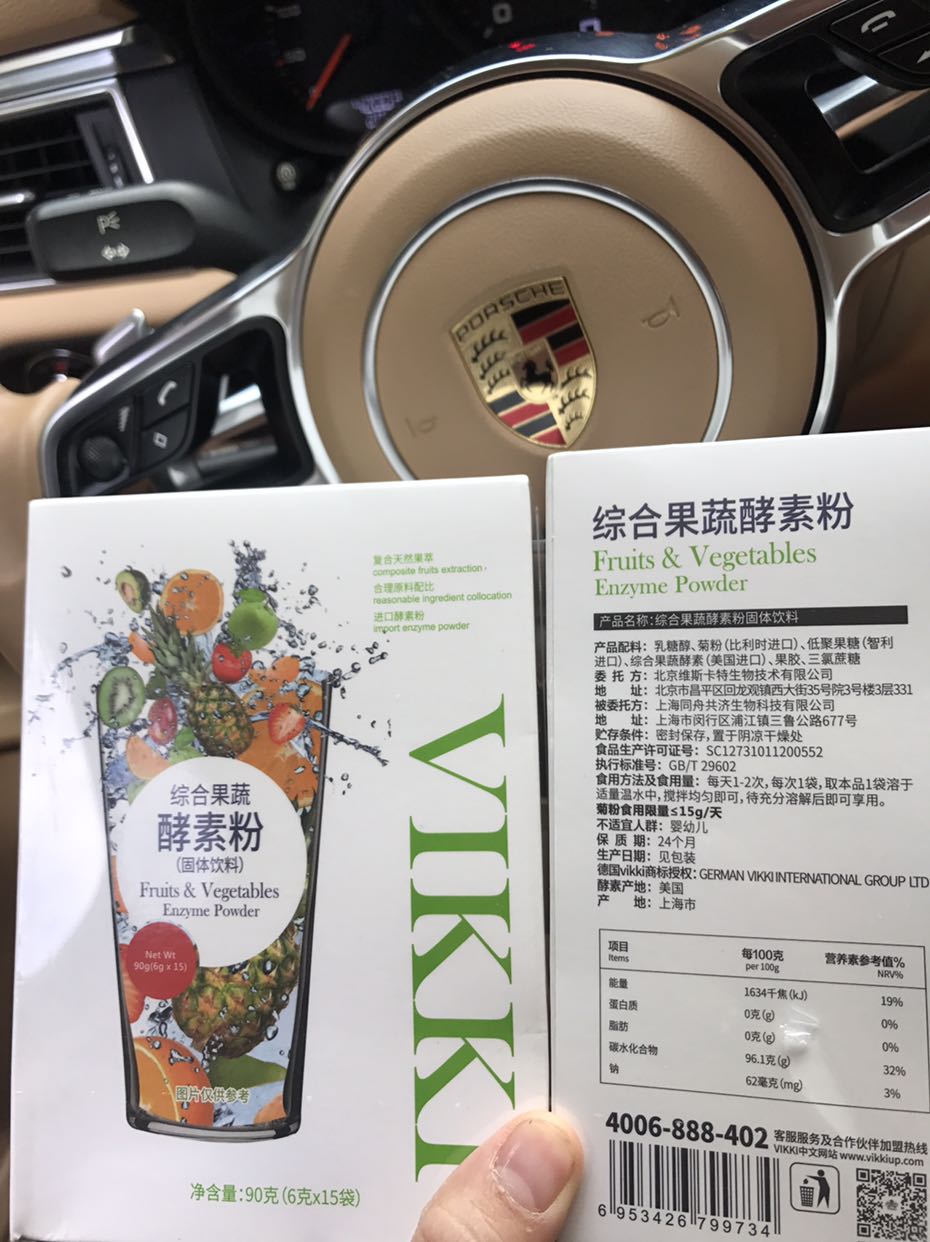 PORSCHE
复合天然果萃
composite fruits extraction,
合理原料配比
reasonable ingredient collocation
进口酵素粉
import enzyme powder
综合果蔬
酵素粉
(固体饮料)
Fruits & Vegetables
Enzyme Powder
Net Wt
90g(6g x 15)
VIKKI
图片仅供参考
净含量:90克(6克x15袋)
综合果蔬酵素粉
Fruits & Vegetables
Enzyme Powder
产品名称:综合果蔬酵素粉固体饮料
产品配料:乳糖醇、菊粉(比利时进口)、低聚果糖(智利
进口)、综合果蔬酵素(美国进口)、果胶、三氯蔗糖
委托方:北京维斯卡特生物技术有限公司
地址:北京市昌平区回龙观镇西大街35号院3号楼3层331
被委托方:上海同舟共济生物科技有限公司
地址:上海市闵行区浦江镇三鲁公路677号
贮存条件:密封保存,置于阴凉干燥处
食品生产许可证号:SC12731011200552
执行标准号:GB/T 29602
食用方法及食用量:每天1-2次,每次1袋,取本品1袋溶于
适量温水中,搅拌均匀即可,待充分溶解后即可享用。
菊粉食用限量≤15g/天
不适宜人群:婴幼儿
保质期:24个月
生产日期:见包装
德国vikki商标授权:GERMAN VIKKI INTERNATIONAL GROUP LTD
酵素产地:美国
产地:上海市
项目 每100克 营养素参考值%
Items per 100g NRV%
能量 1634千焦(kJ) 19%
蛋白质 0克(g) 0%
脂肪 0克(g) 0%
碳水化合物 96.1克(g) 32%
钠 62毫克(mg) 3%
4006-888-402 客服服务及合作伙伴加盟热线
VIKKI中文网站 www.vikkiup.com
6 953426 799734